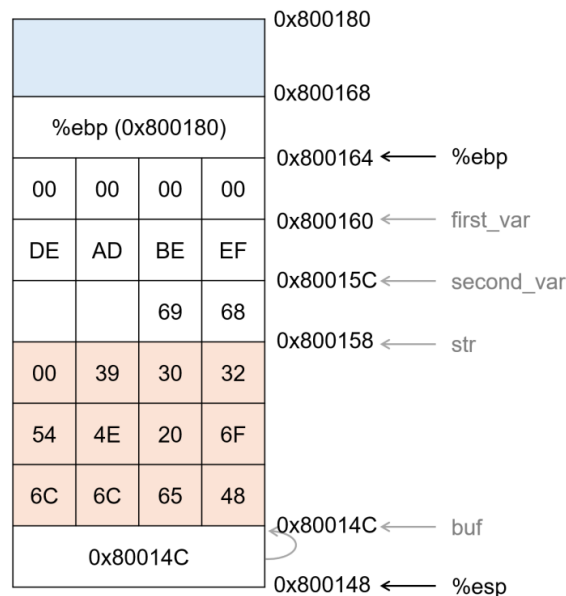 0x800180
0x800168
%ebp (0x800180)
0x800164 %ebp
00 00 00 00
0x800160 first_var
DE AD BE EF
0x80015C second_var
69 68
0x800158 str
00 39 30 32
54 4E 20 6F
6C 6C 65 48
0x80014C buf
0x80014C
0x800148 %esp